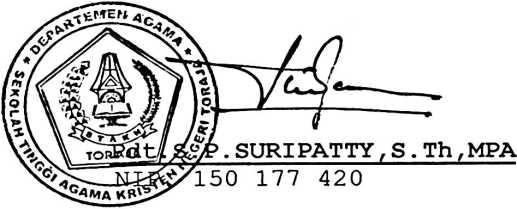 DEPARTEMEN AGAMA
SEKOLAH TINGGI AGAMA KRISTEN NEGERI TORAJA
STAKN
TORAJA
Pdt.S.P.SURIPATTY,S.Th,MPA
NIP. 150 177 420